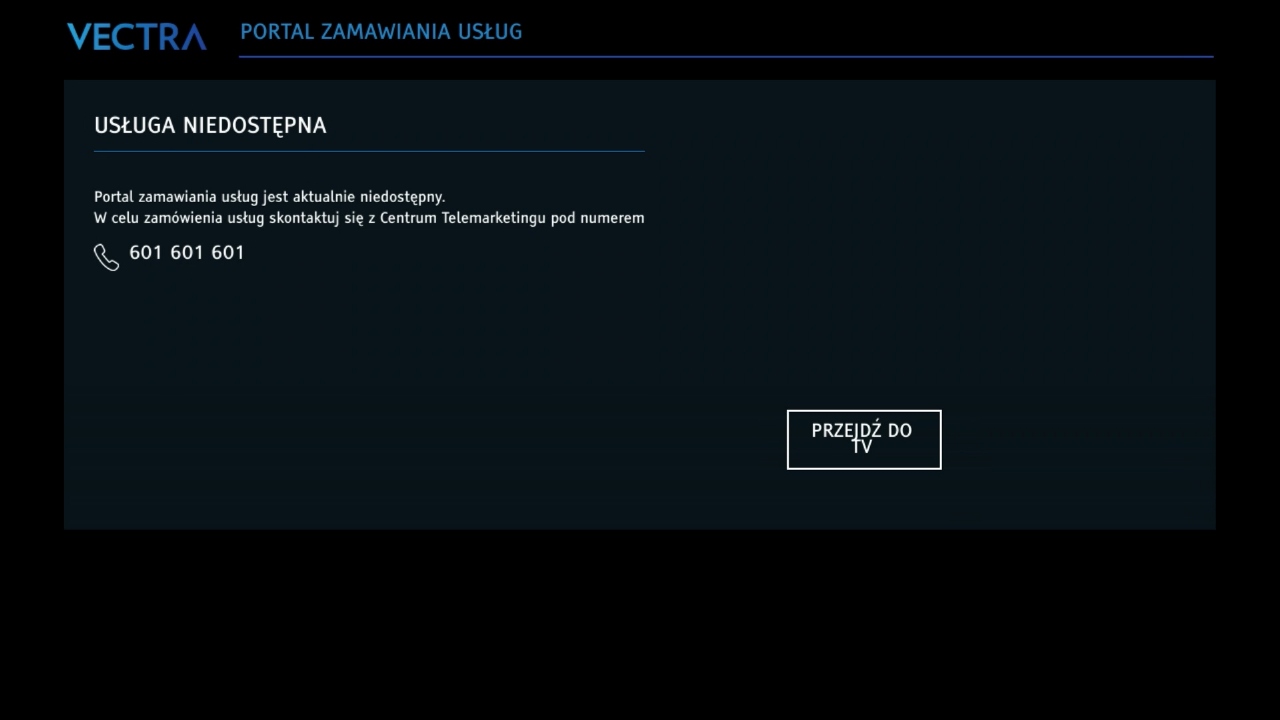 VECTRA
PORTAL ZAMAWIANIA USŁUG
USŁUGA NIEDOSTĘPNA
Portal zamawiania usług jest aktualnie niedostępny.
W celu zamówienia usług skontaktuj się z Centrum Telemarketingu pod numerem
601 601 601
PRZEJDŹ DO
TV